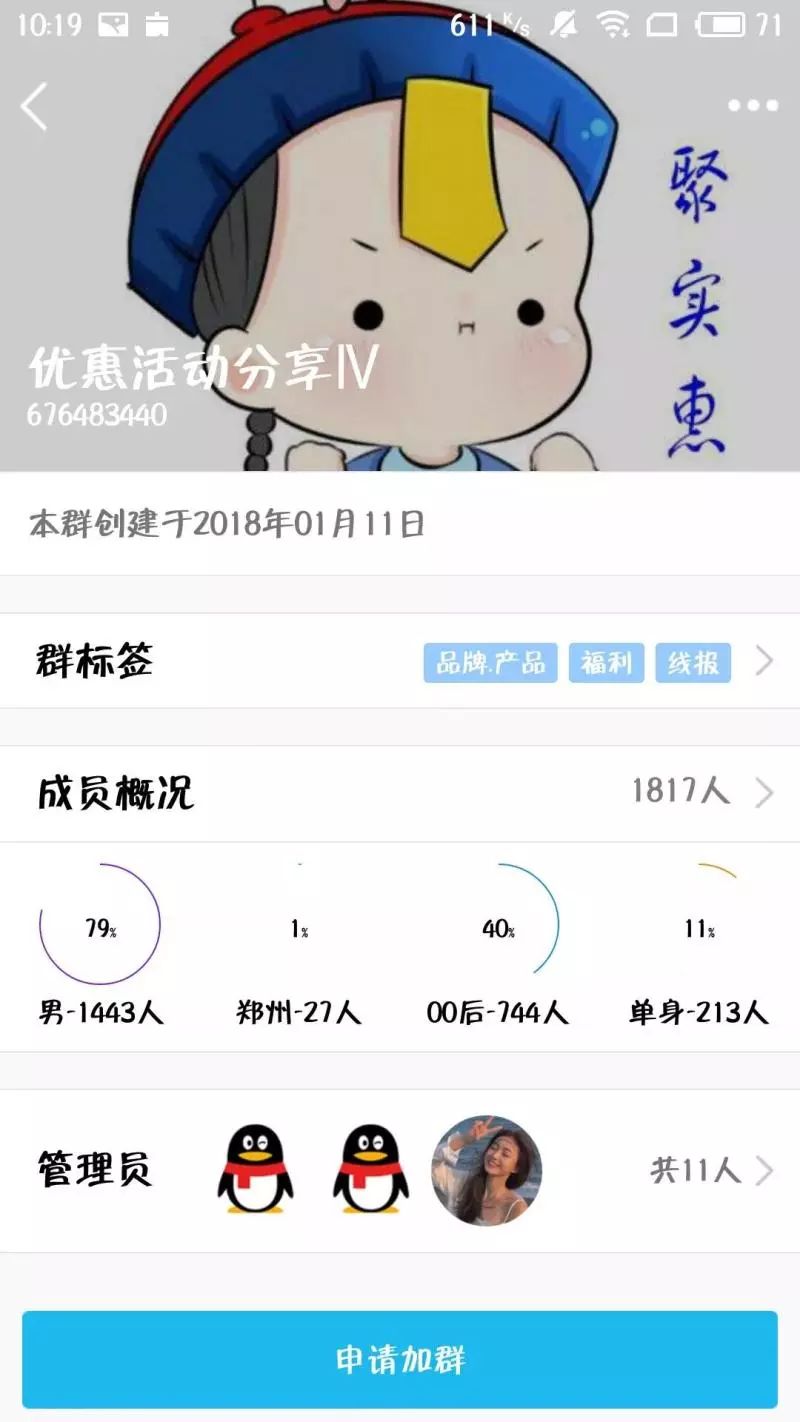 10:19
611 K/s
71
聚实惠
优惠活动分享Ⅳ
676483440
本群创建于2018年01月11日
群标签
品牌.产品 福利 线报
成员概况
1817人
79% 1% 40% 11%
男-1443人 郑州-27人 00后-744人 单身-213人
管理员
共11人
申请加群